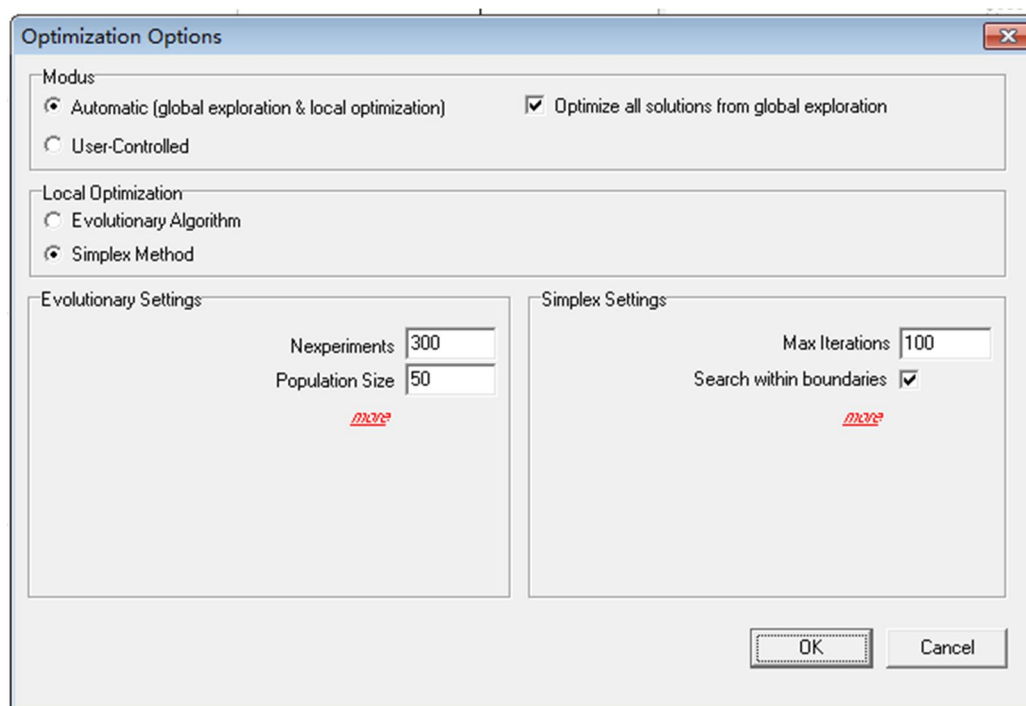 Optimization Options
Modus
Automatic (global exploration & local optimization)
Optimize all solutions from global exploration
User-Controlled
Local Optimization
Evolutionary Algorithm
Simplex Method
Evolutionary Settings
Nexperiments 300
Population Size 50
more
Simplex Settings
Max Iterations 100
Search within boundaries
more
OK
Cancel